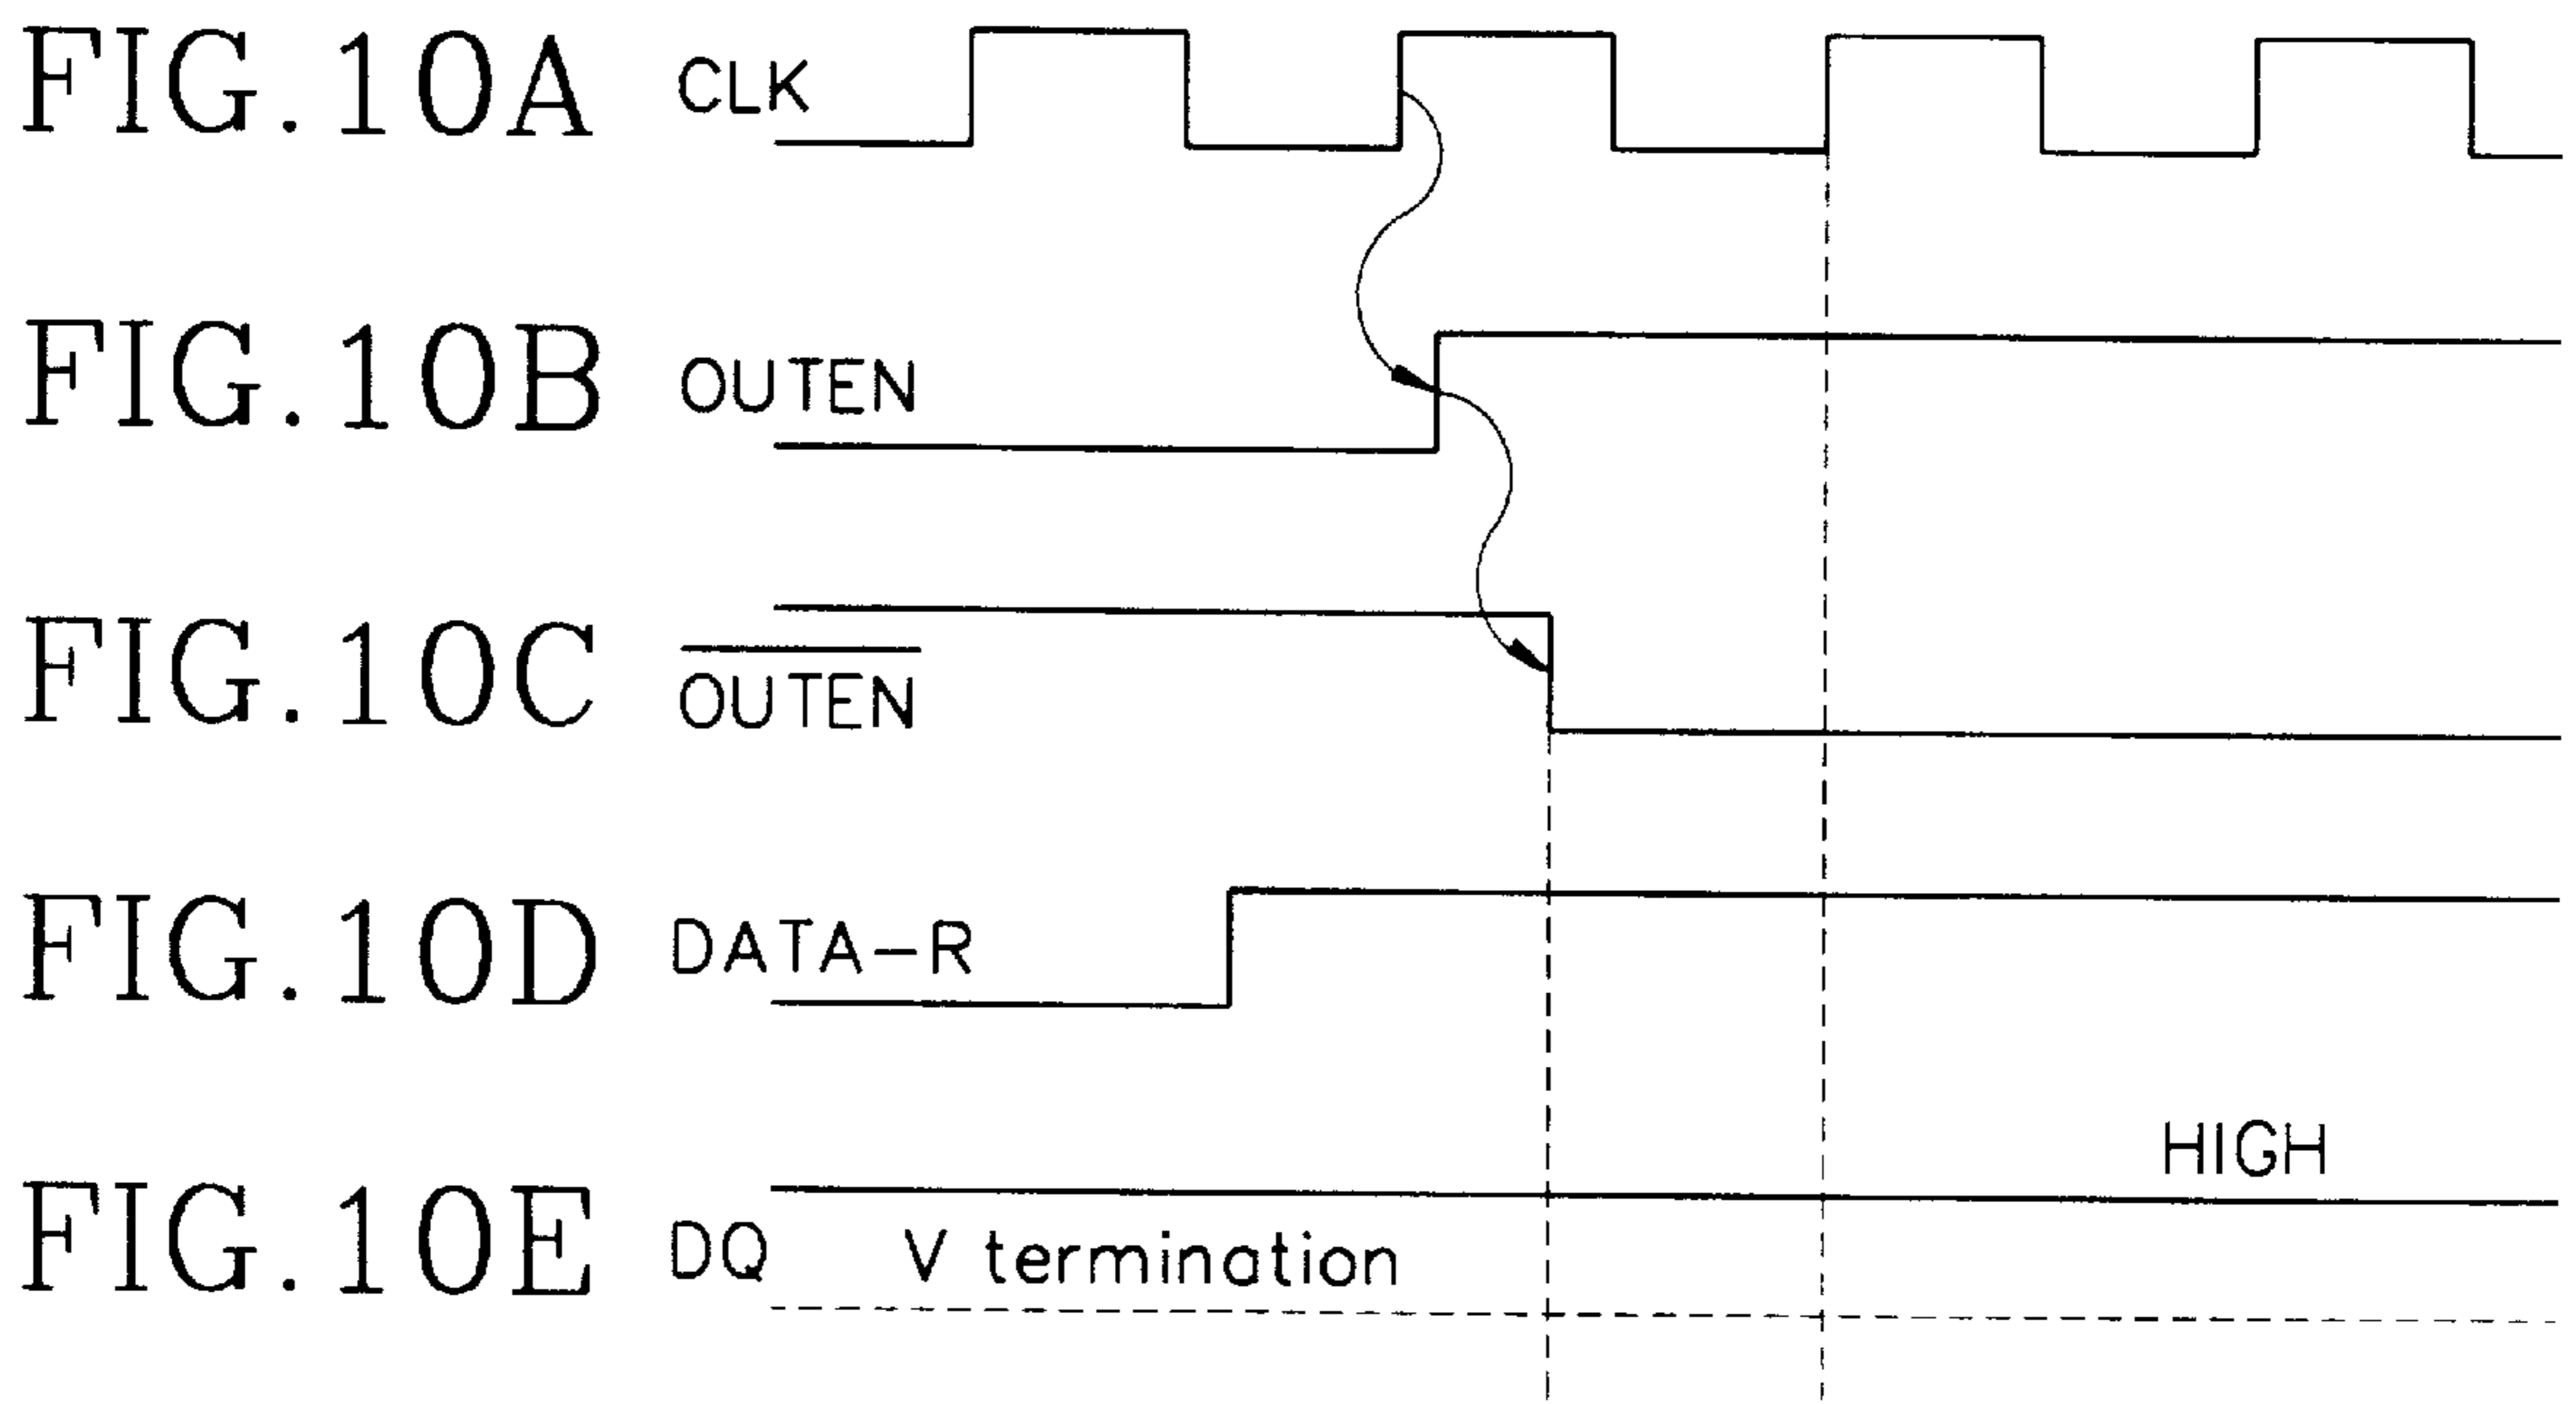 FIG.10A CLK
FIG.10B OUTEN
FIG.10C OUTEN
FIG.10D DATA-R
HIGH
FIG.10E DQ V termination